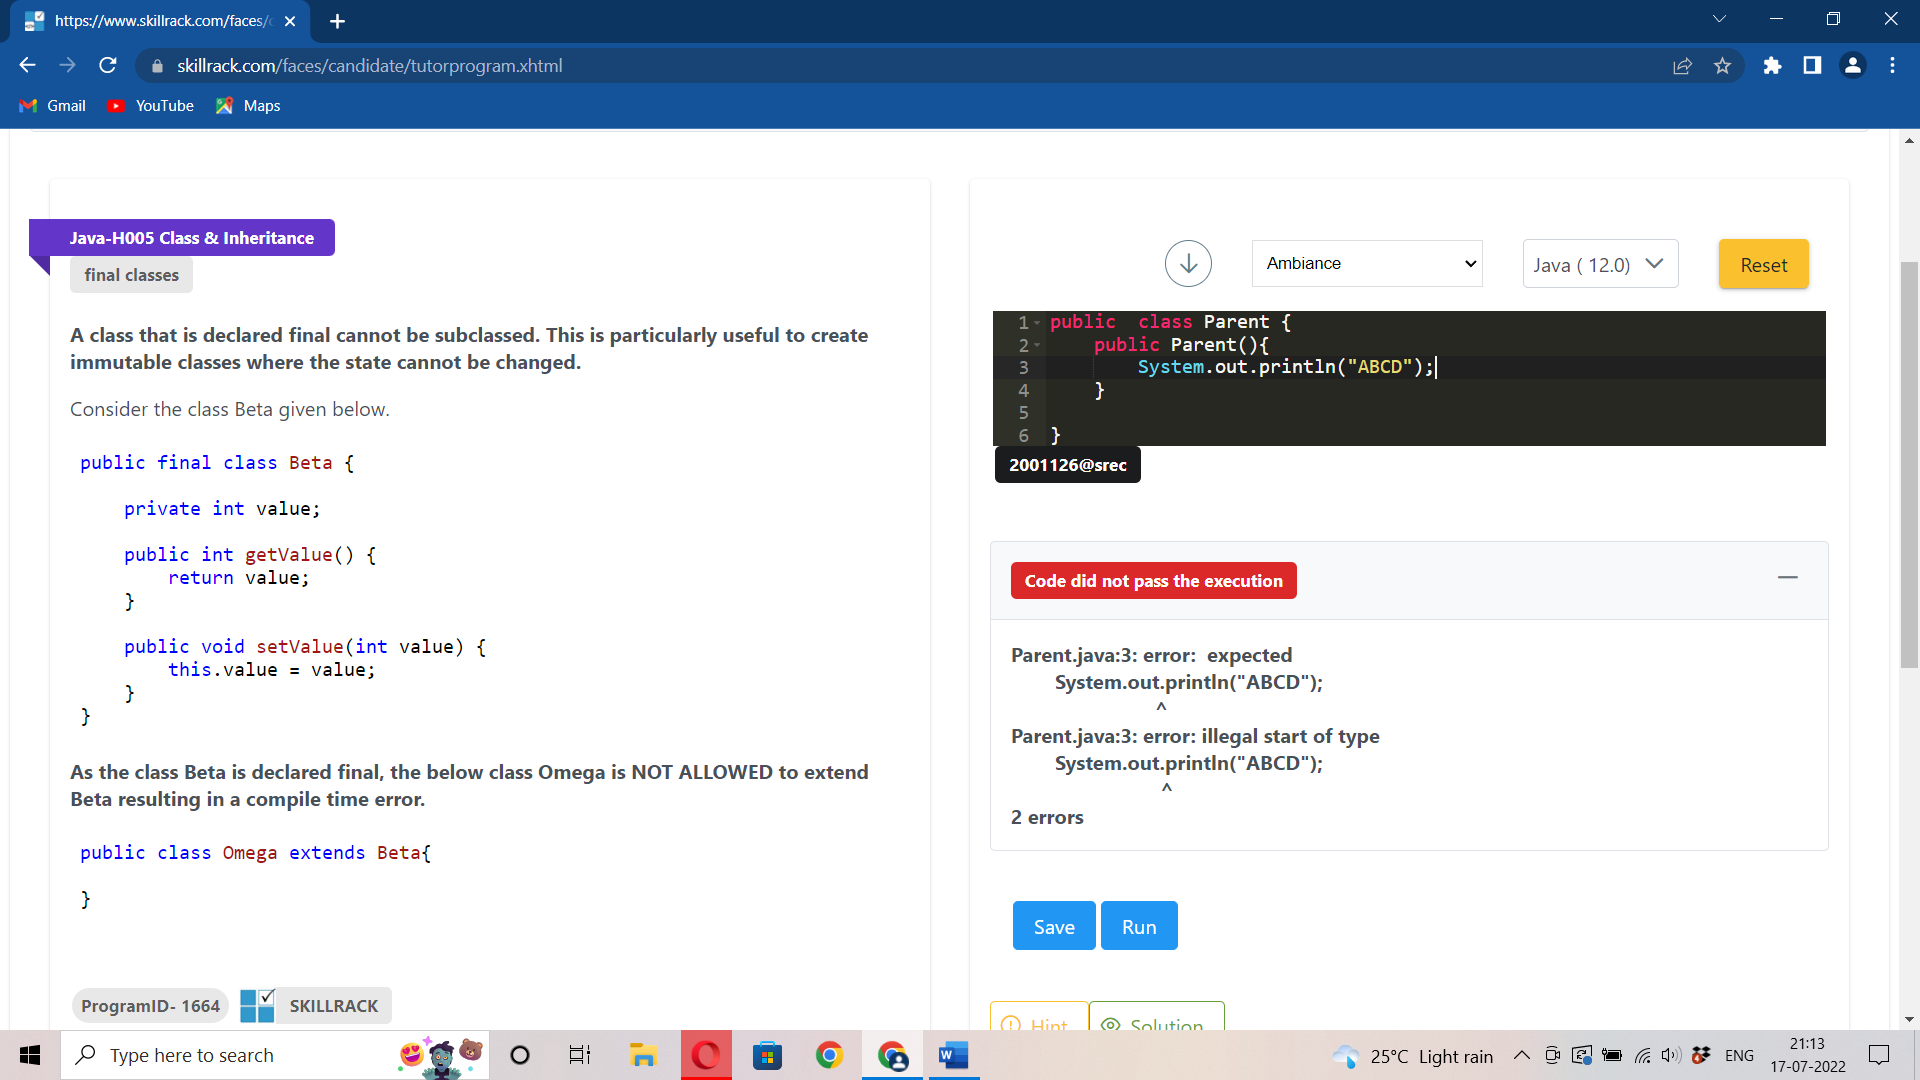 https://www.skillrack.com/faces/c
skillrack.com/faces/candidate/tutorprogram.xhtml
Gmail YouTube Maps
Java-H005 Class & Inheritance
final classes
A class that is declared final cannot be subclassed. This is particularly useful to create
immutable classes where the state cannot be changed.
Consider the class Beta given below.
public final class Beta {
private int value;
public int getValue() {
return value;
}
public void setValue(int value) {
this.value = value;
}
}
As the class Beta is declared final, the below class Omega is NOT ALLOWED to extend
Beta resulting in a compile time error.
public class Omega extends Beta{
}
ProgramID- 1664 SKILLRACK
Ambiance Java ( 12.0) Reset
1 public  class Parent {
2 public Parent(){
3 System.out.println("ABCD");
4 }
5
6 }
2001126@srec
Code did not pass the execution
Parent.java:3: error:  expected
System.out.println("ABCD");
^
Parent.java:3: error: illegal start of type
System.out.println("ABCD");
^
2 errors
Save Run
Hint Solution
Type here to search
25°C Light rain ENG
21:13
17-07-2022